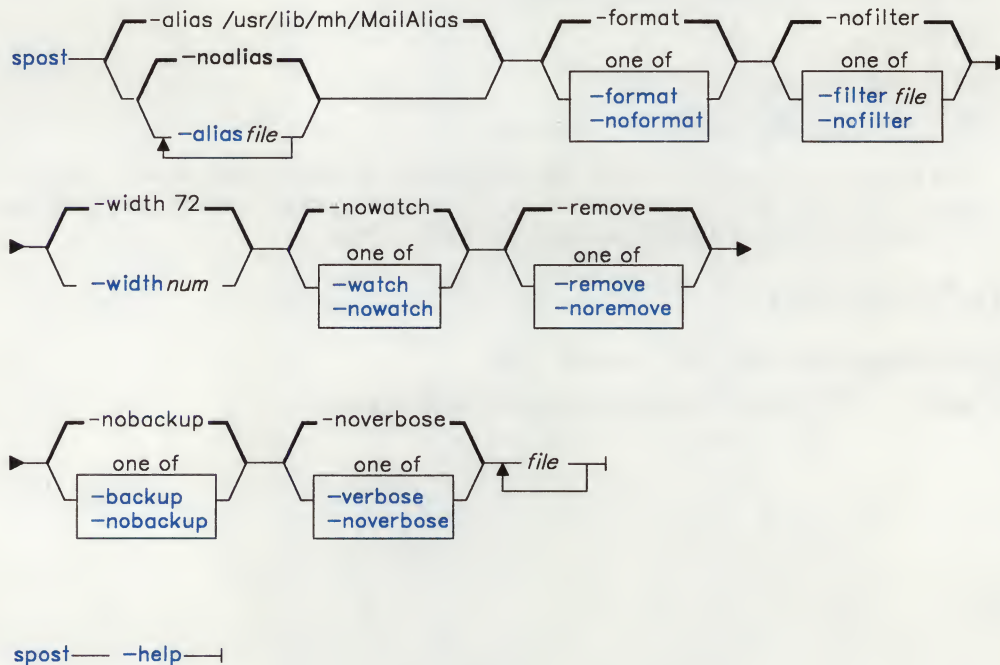 -alias /usr/lib/mh/MailAlias
-format
-nofilter
spost
-noalias
one of
one of
-format
-filter file
-alias file
-noformat
-nofilter
-width 72
-nowatch
-remove
one of
one of
-width num
-watch
-remove
-nowatch
-noremove
-nobackup
-noverbose
one of
one of
file
-backup
-verbose
-nobackup
-noverbose
spost -help